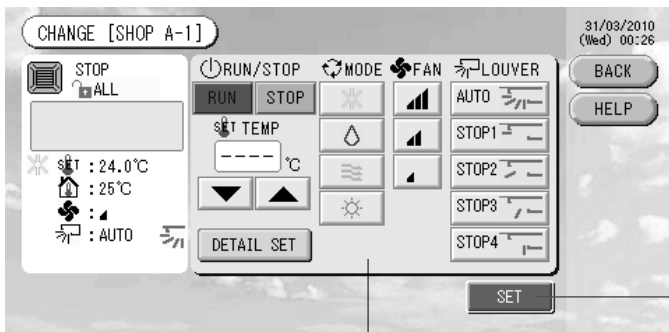 CHANGE [SHOP A-1]
31/03/2010
(Wed) 00:26
BACK
HELP
STOP
ALL
SET : 24.0℃
: 25℃
:
: AUTO
RUN/STOP
RUN STOP
SET TEMP
---- ℃
DETAIL SET
MODE
FAN
LOUVER
AUTO
STOP1
STOP2
STOP3
STOP4
SET